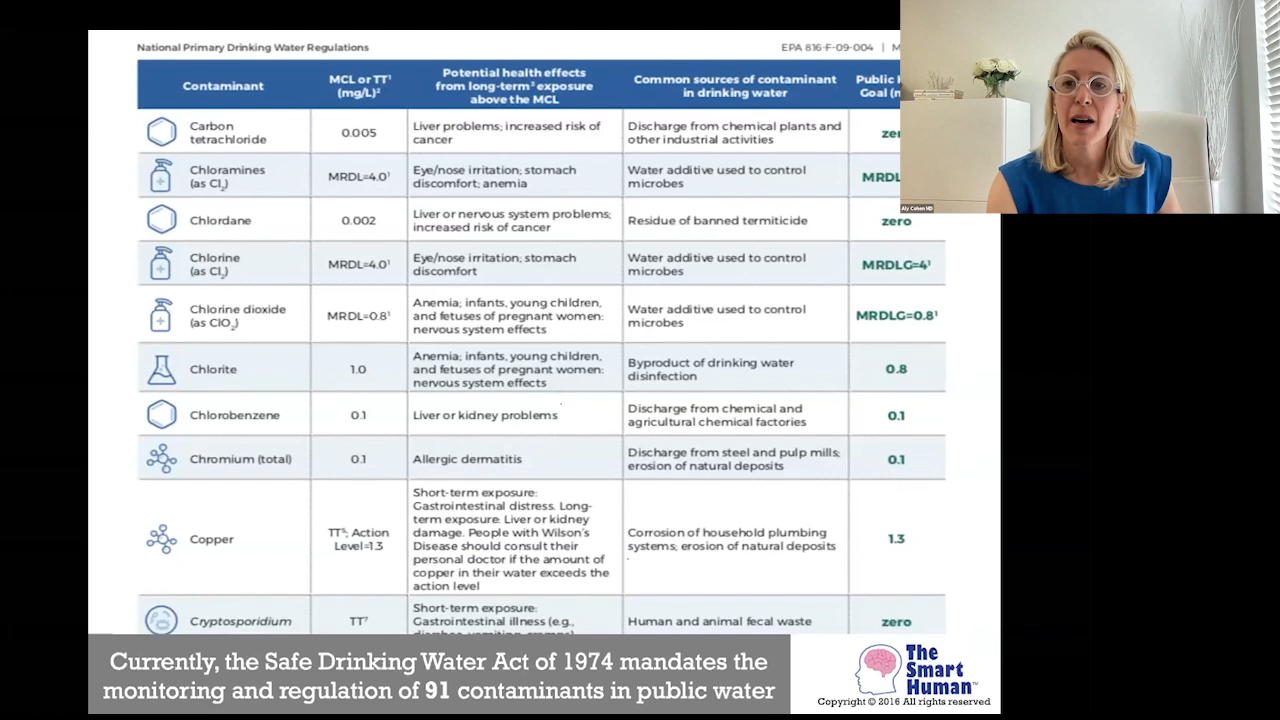 National Primary Drinking Water Regulations
EPA 816-F-09-004 |
Contaminant
MCL or TT¹
(mg/L)²
Potential health effects
from long-term³ exposure
above the MCL
Common sources of contaminant
in drinking water
Public
Goal
Carbon
tetrachloride
0.005
Liver problems; increased risk of
cancer
Discharge from chemical plants and
other industrial activities
Chloramines
(as Cl₂)
MRDL=4.0¹
Eye/nose irritation; stomach
discomfort; anemia
Water additive used to control
microbes
Chlordane
0.002
Liver or nervous system problems;
increased risk of cancer
Residue of banned termiticide
zero
Chlorine
(as Cl₂)
MRDL=4.0¹
Eye/nose irritation; stomach
discomfort
Water additive used to control
microbes
MRDLG=4¹
Chlorine dioxide
(as ClO₂)
MRDL=0.8¹
Anemia; infants, young children,
and fetuses of pregnant women:
nervous system effects
Water additive used to control
microbes
MRDLG=0.8¹
Chlorite
1.0
Anemia; infants, young children,
and fetuses of pregnant women:
nervous system effects
Byproduct of drinking water
disinfection
0.8
Chlorobenzene
0.1
Liver or kidney problems
Discharge from chemical and
agricultural chemical factories
0.1
Chromium (total)
0.1
Allergic dermatitis
Discharge from steel and pulp mills;
erosion of natural deposits
0.1
Copper
TT⁵; Action
Level=1.3
Short-term exposure:
Gastrointestinal distress. Long-
term exposure: Liver or kidney
damage. People with Wilson's
Disease should consult their
personal doctor if the amount of
copper in their water exceeds the
action level
Corrosion of household plumbing
systems; erosion of natural deposits
1.3
Cryptosporidium
TT⁷
Short-term exposure:
Gastrointestinal illness (e.g.,
Human and animal fecal waste
zero
Currently, the Safe Drinking Water Act of 1974 mandates the
monitoring and regulation of 91 contaminants in public water
The
Smart
Human™
Copyright © 2016 All rights reserved
Aly Cohen MD